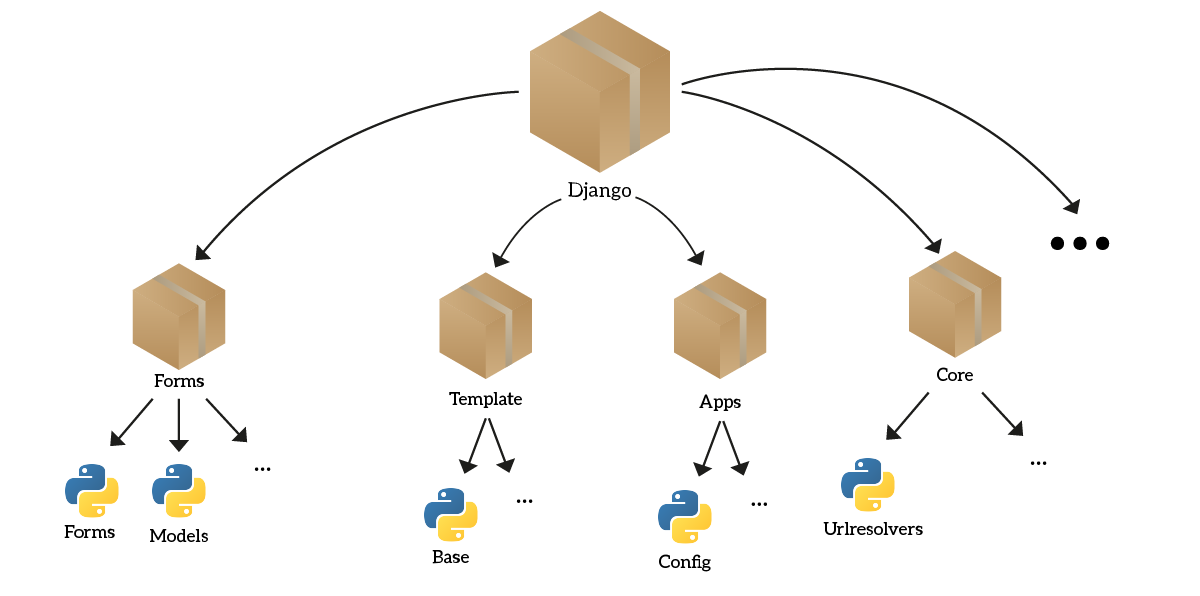 Django
Forms
Template
Apps
Core
...
Forms
Models
...
Base
...
Config
...
Urlresolvers
...